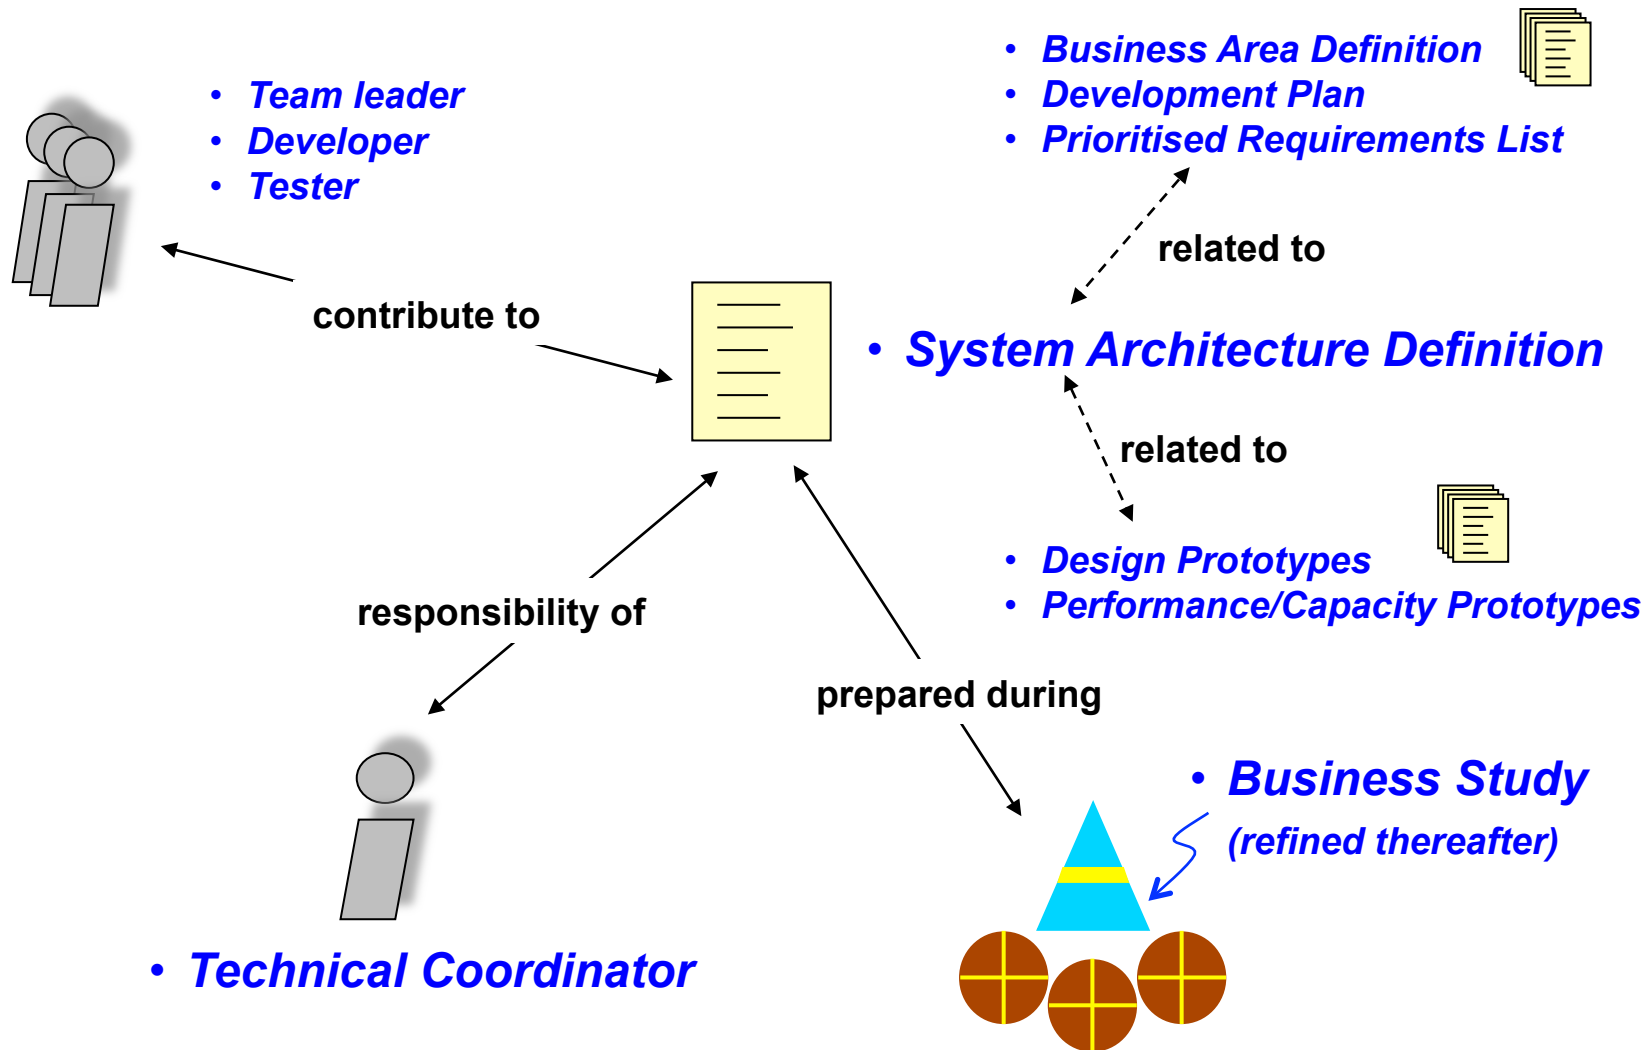 • Team leader
• Developer
• Tester
• Business Area Definition
• Development Plan
• Prioritised Requirements List
related to
contribute to
• System Architecture Definition
related to
• Design Prototypes
• Performance/Capacity Prototypes
responsibility of
prepared during
• Business Study
(refined thereafter)
• Technical Coordinator